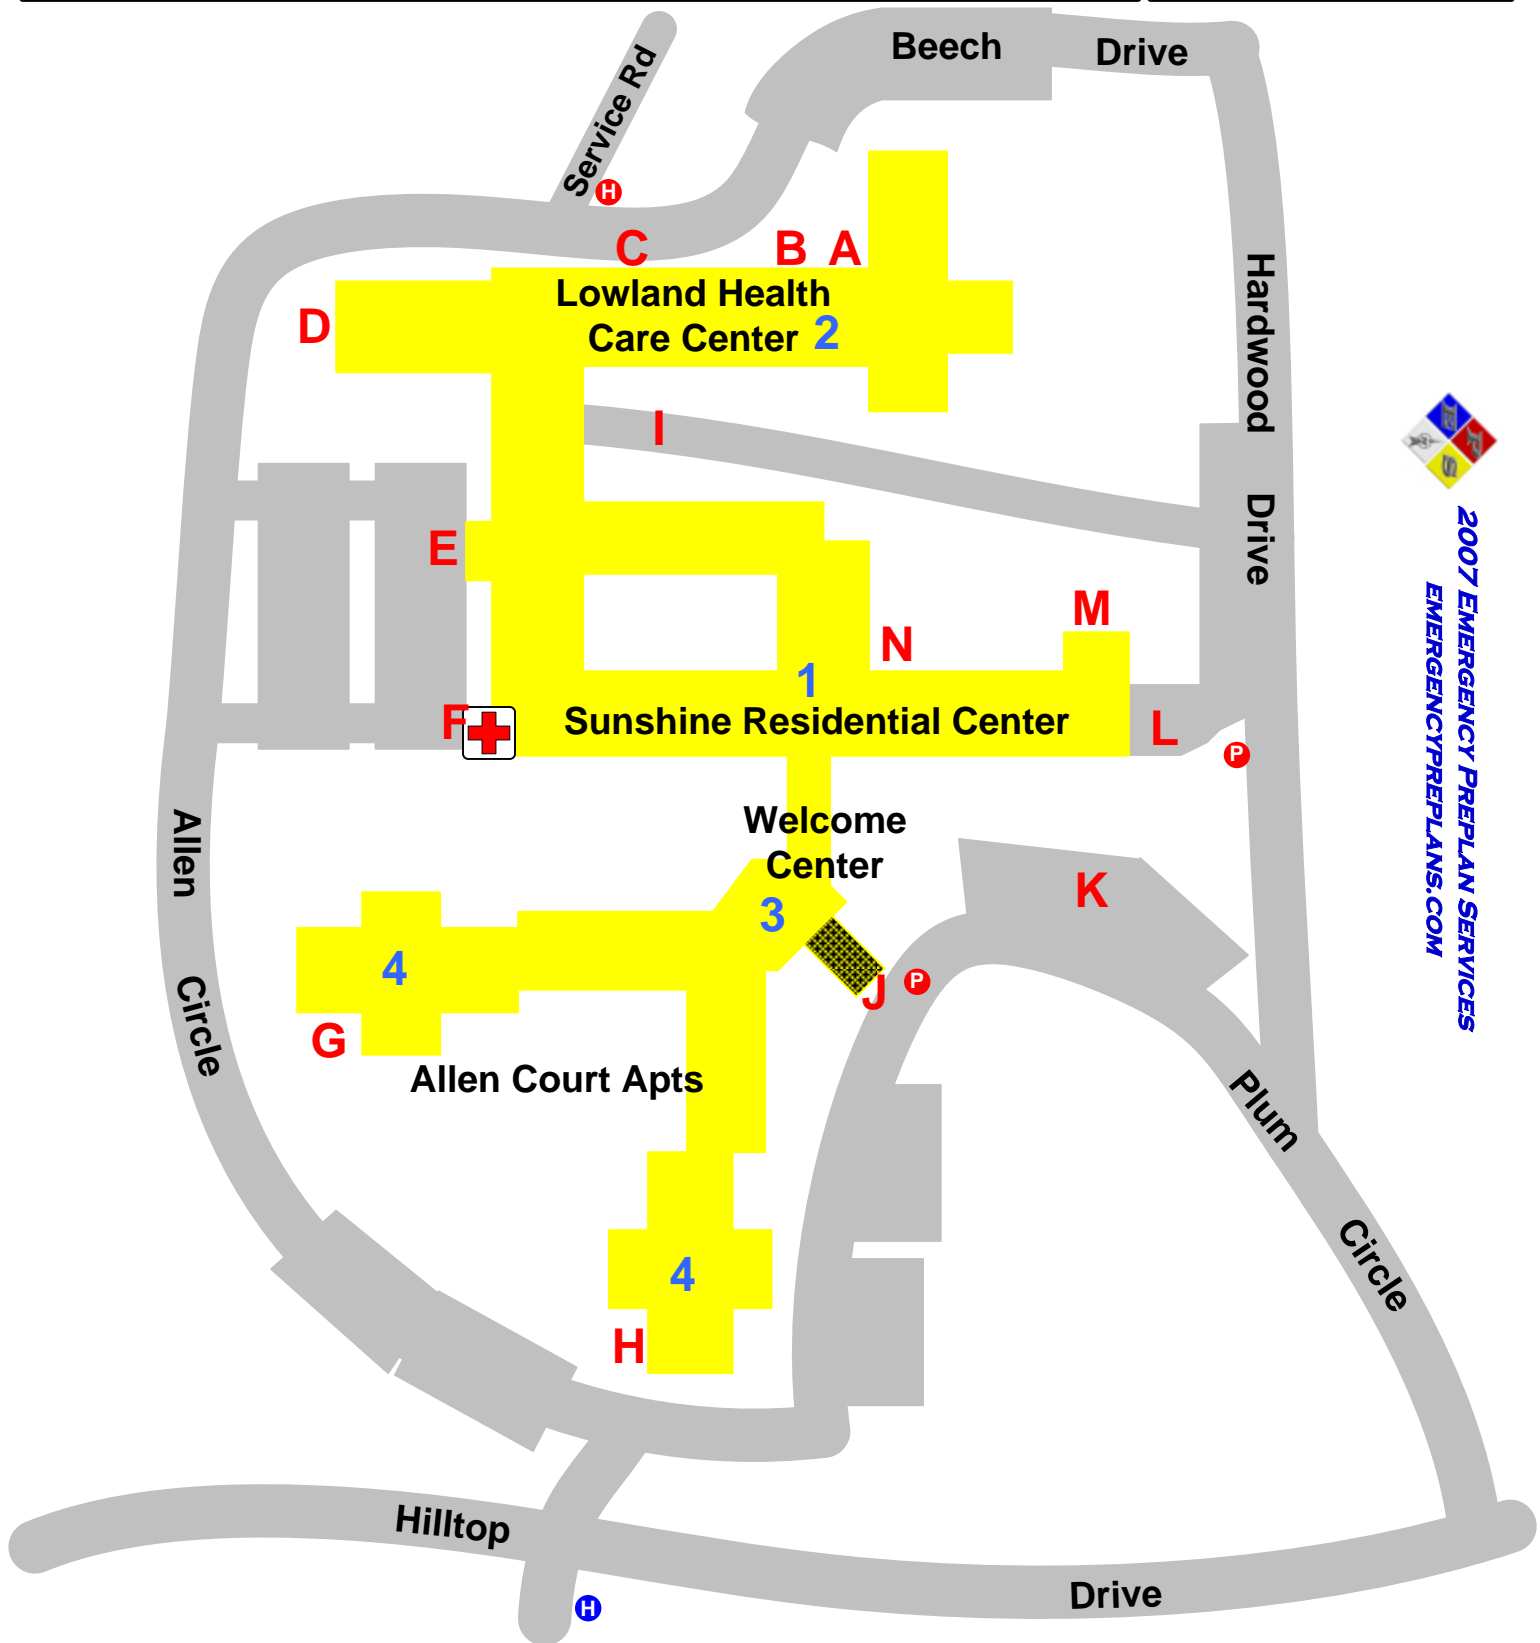 Beech
Drive
Service Rd
H
C
B
A
Lowland Health
Care Center 2
D
Hardwood
I
Drive
E
M
N
1
F
Sunshine Residential Center
L
P
Welcome
Center
Allen
K
3
4
J
P
Circle
G
Allen Court Apts
Plum
Circle
4
H
Hilltop
Drive
H
2007 Emergency Preplan Services
emergencypreplans.com